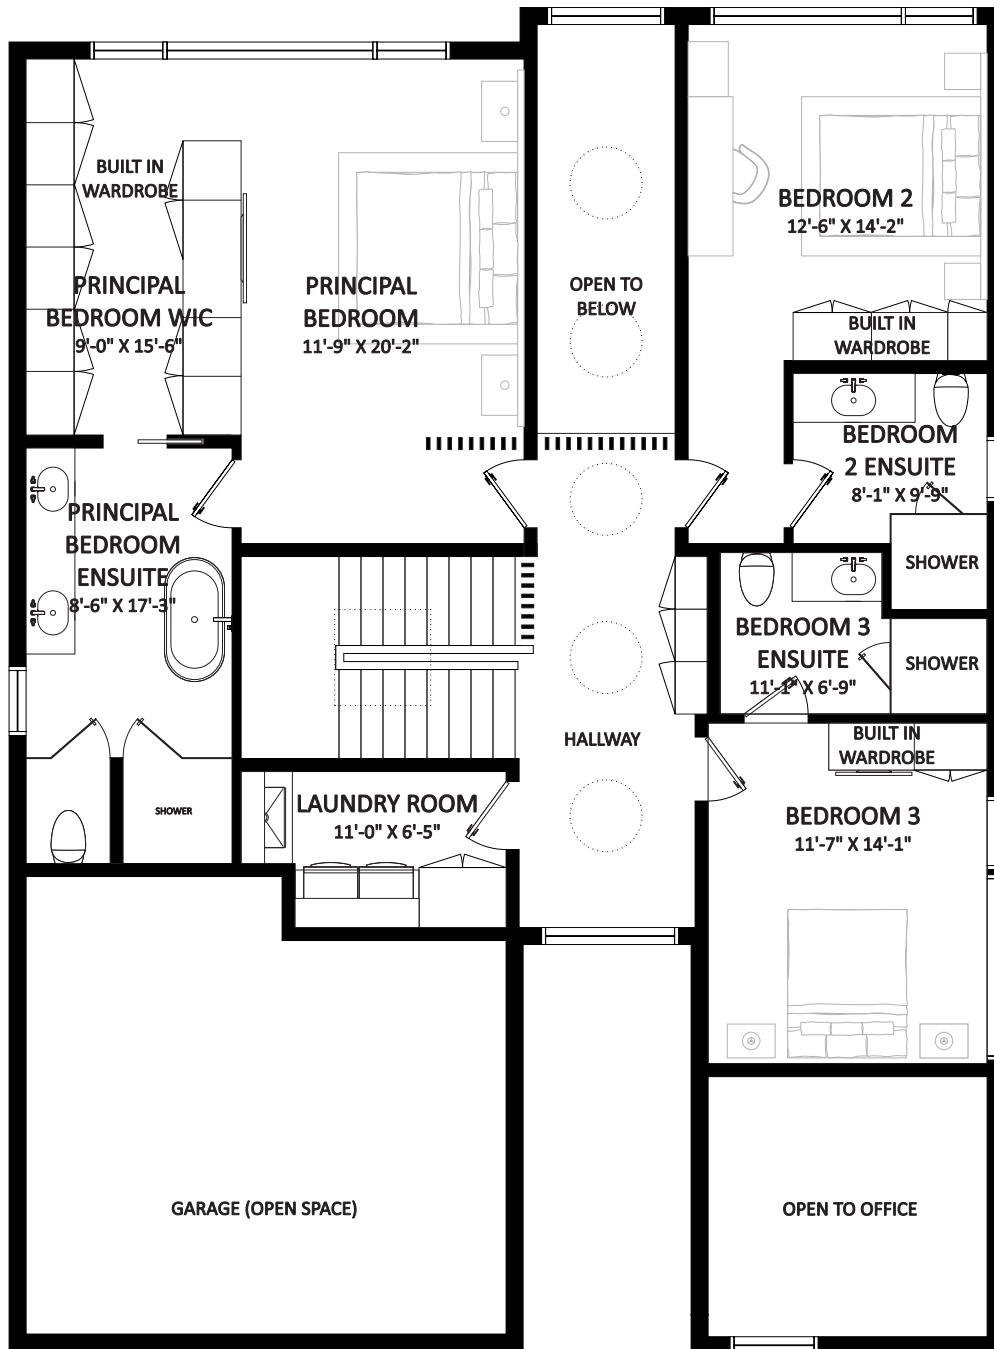 BUILT IN
WARDROBE
PRINCIPAL
BEDROOM WIC
9'-0" X 15'-6"
PRINCIPAL
BEDROOM
11'-9" X 20'-2"
OPEN TO
BELOW
BEDROOM 2
12'-6" X 14'-2"
BUILT IN
WARDROBE
BEDROOM
2 ENSUITE
8'-1" X 9'-9"
SHOWER
PRINCIPAL
BEDROOM
ENSUITE
8'-6" X 17'-3"
SHOWER
BEDROOM 3
ENSUITE
11'-1" X 6'-9"
SHOWER
HALLWAY
BUILT IN
WARDROBE
LAUNDRY ROOM
11'-0" X 6'-5"
BEDROOM 3
11'-7" X 14'-1"
GARAGE (OPEN SPACE)
OPEN TO OFFICE